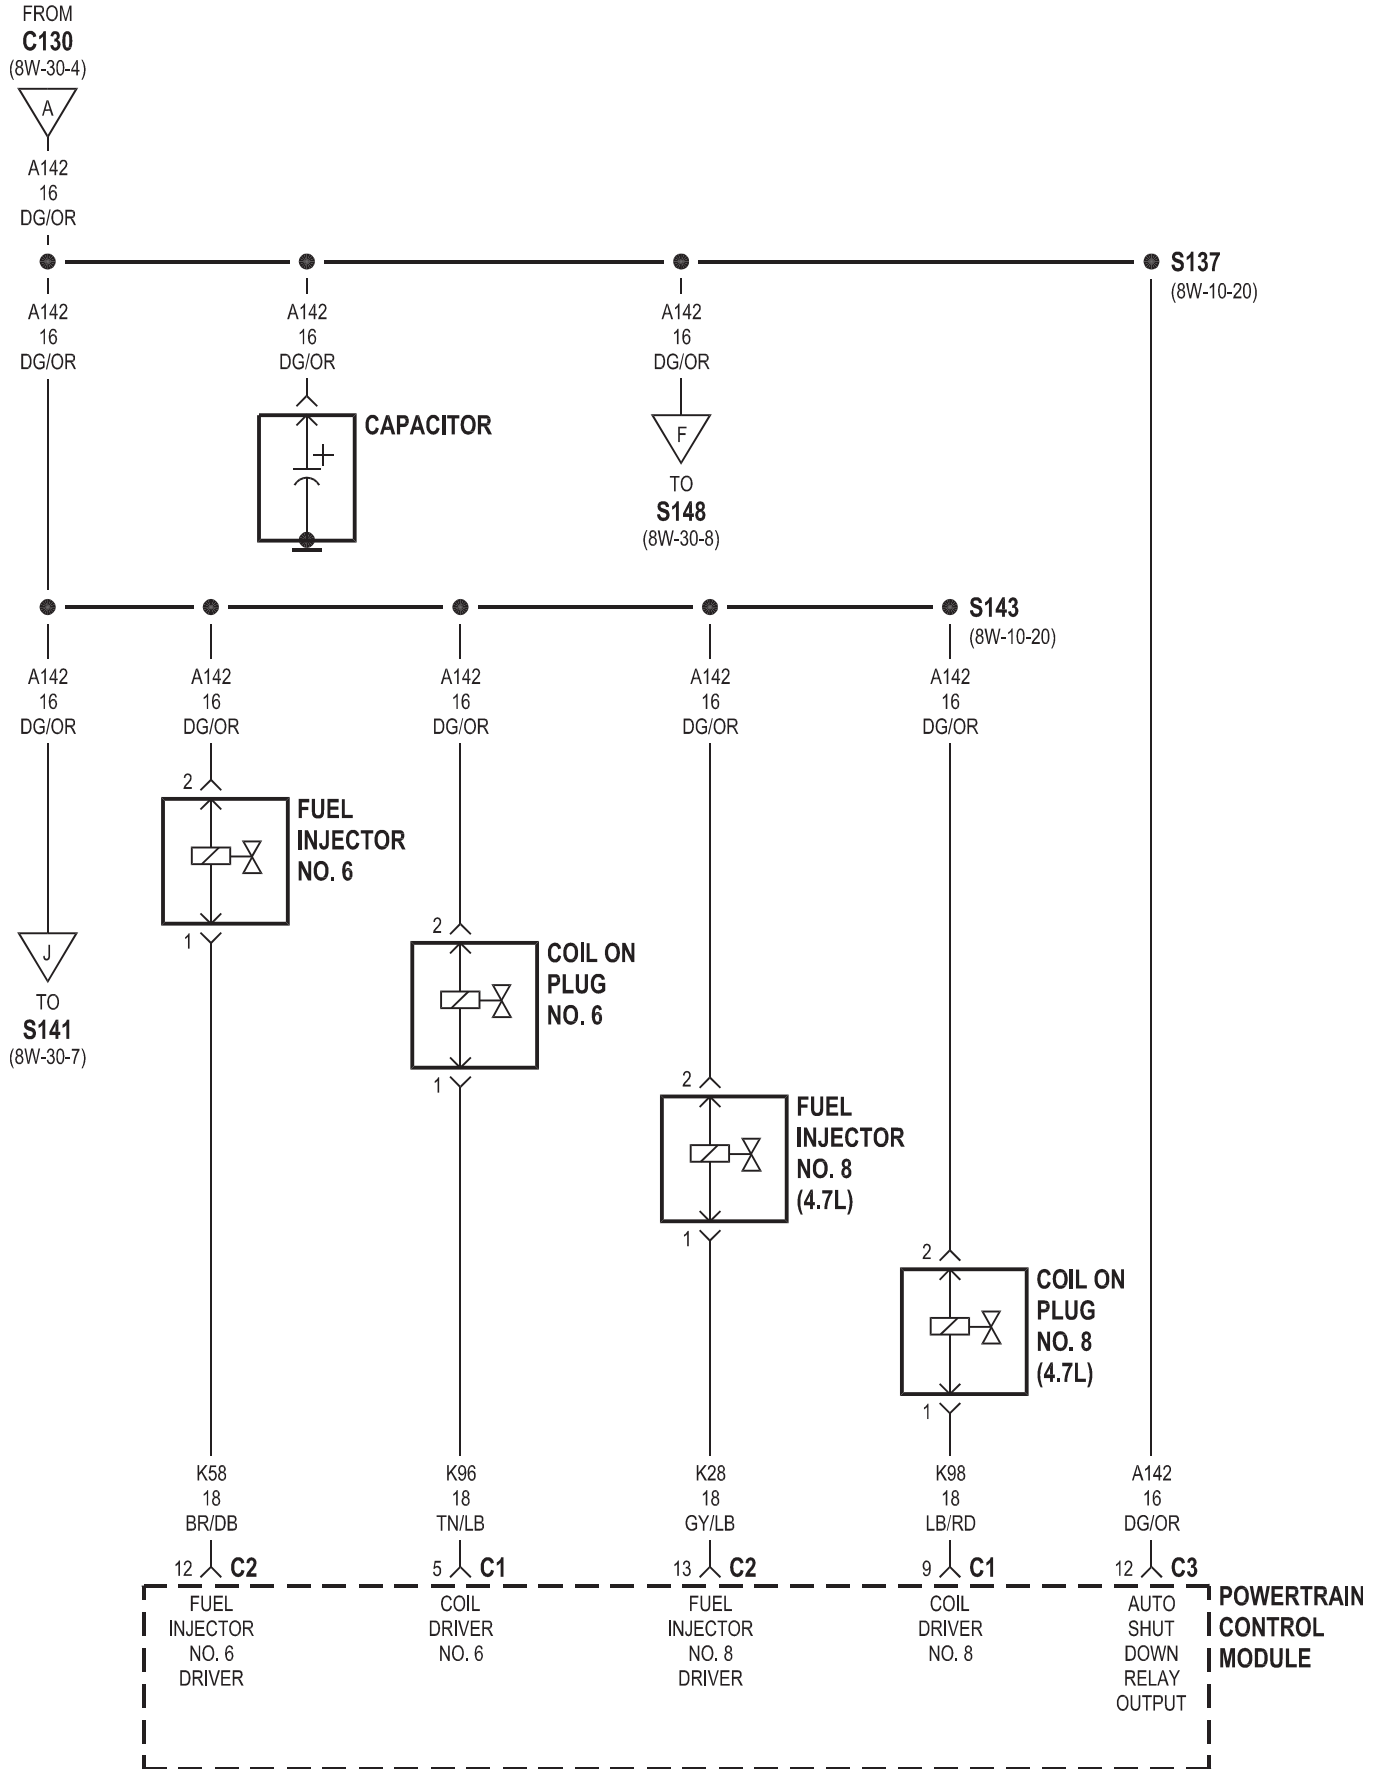 FROM
C130
(8W-30-4)
A
A142
16
DG/OR
S137
(8W-10-20)
A142
16
DG/OR
A142
16
DG/OR
A142
16
DG/OR
CAPACITOR
+
F
TO
S148
(8W-30-8)
S143
(8W-10-20)
A142
16
DG/OR
A142
16
DG/OR
A142
16
DG/OR
A142
16
DG/OR
A142
16
DG/OR
2
FUEL
INJECTOR
NO. 6
1
J
TO
S141
(8W-30-7)
2
COIL ON
PLUG
NO. 6
1
2
FUEL
INJECTOR
NO. 8
(4.7L)
1
2
COIL ON
PLUG
NO. 8
(4.7L)
1
K58
18
BR/DB
K96
18
TN/LB
K28
18
GY/LB
K98
18
LB/RD
A142
16
DG/OR
12 C2
5 C1
13 C2
9 C1
12 C3
FUEL
INJECTOR
NO. 6
DRIVER
COIL
DRIVER
NO. 6
FUEL
INJECTOR
NO. 8
DRIVER
COIL
DRIVER
NO. 8
AUTO
SHUT
DOWN
RELAY
OUTPUT
POWERTRAIN
CONTROL
MODULE